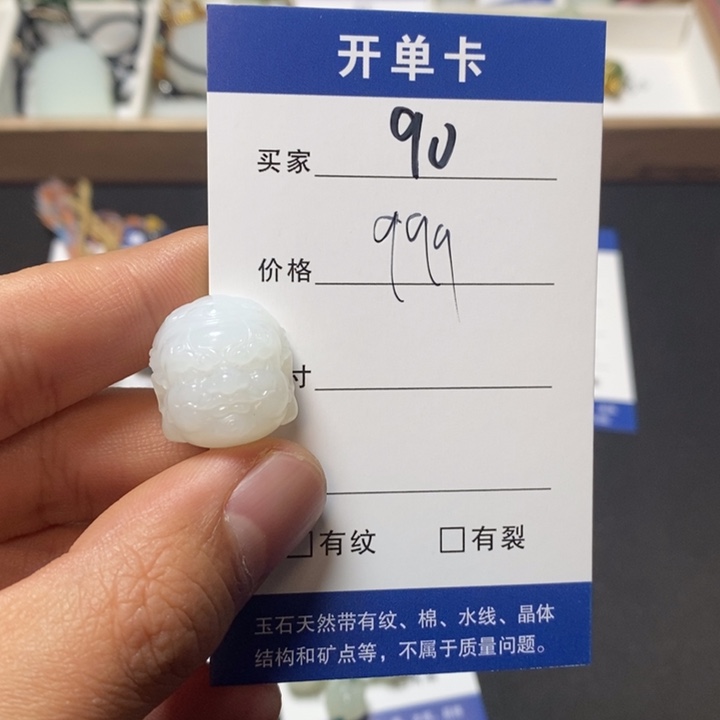 开单卡
买家 90
价格 999
寸
有纹 有裂
玉石天然带有纹、棉、水线、晶体
结构和矿点等，不属于质量问题。